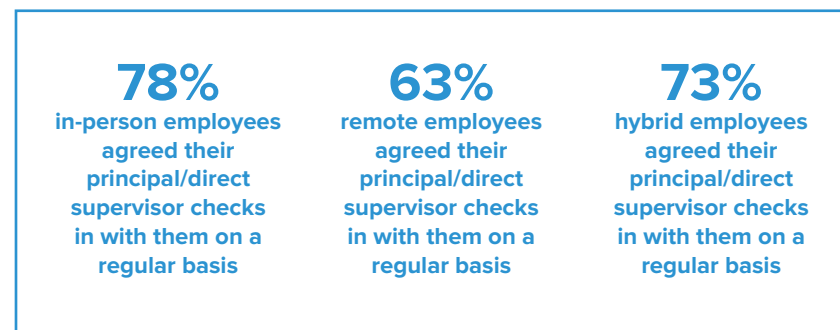 78%
in-person employees
agreed their
principal/direct
supervisor checks
in with them on a
regular basis
63%
remote employees
agreed their
principal/direct
supervisor checks
in with them on a
regular basis
73%
hybrid employees
agreed their
principal/direct
supervisor checks
in with them on a
regular basis